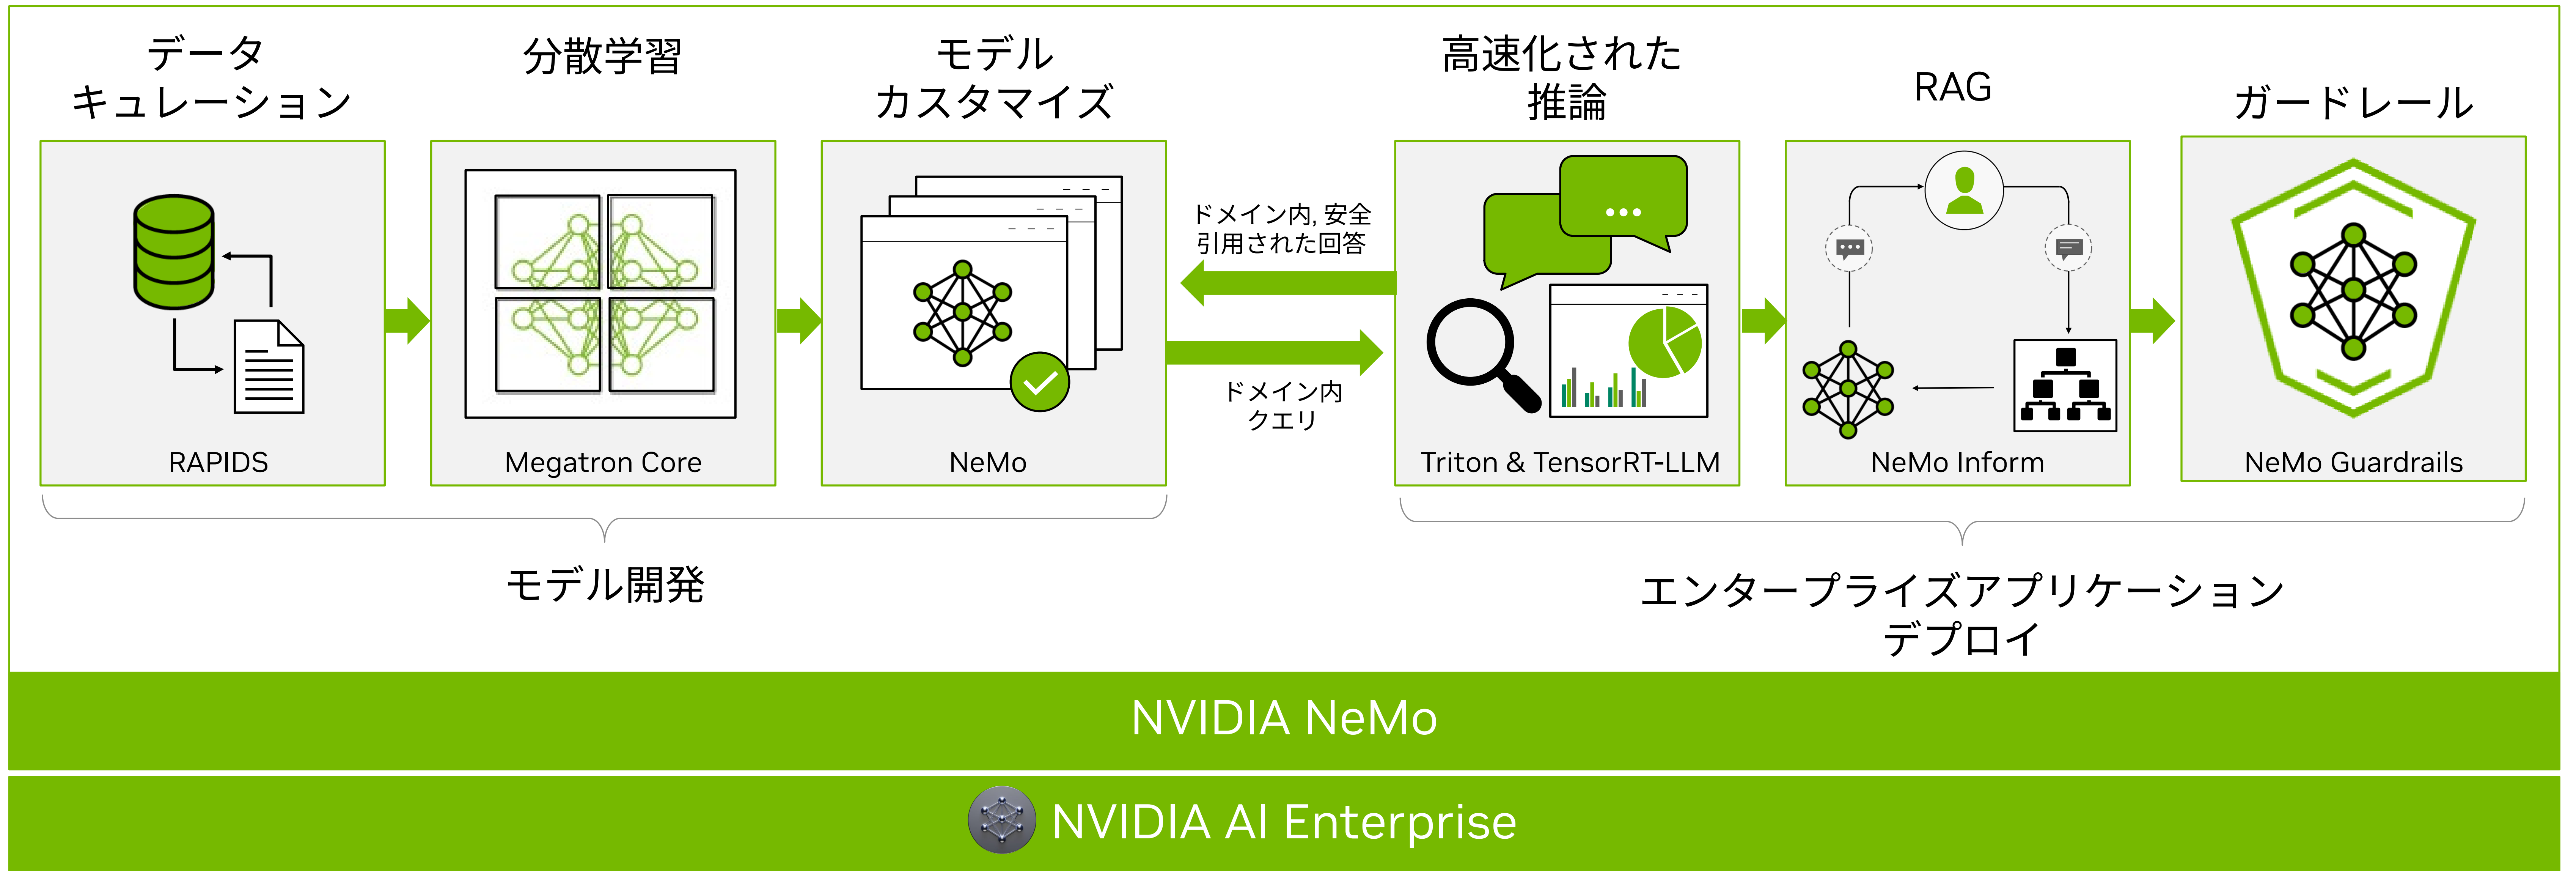 データ
キュレーション
分散学習
モデル
カスタマイズ
高速化された
推論
RAG
ガードレール
ドメイン内, 安全
引用された回答
ドメイン内
クエリ
RAPIDS
Megatron Core
NeMo
Triton & TensorRT-LLM
NeMo Inform
NeMo Guardrails
モデル開発
エンタープライズアプリケーション
デプロイ
NVIDIA NeMo
NVIDIA AI Enterprise